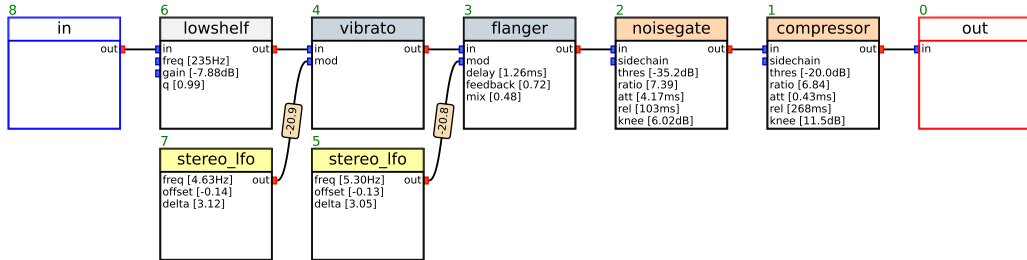 8
in
out
6
lowshelf
in out
freq [235Hz]
gain [-7.88dB]
q [0.99]
4
vibrato
in out
mod
3
flanger
in out
mod
delay [1.26ms]
feedback [0.72]
mix [0.48]
2
noisegate
in out
sidechain
thres [-35.2dB]
ratio [7.39]
att [4.17ms]
rel [103ms]
knee [6.02dB]
1
compressor
in out
sidechain
thres [-20.0dB]
ratio [6.84]
att [0.43ms]
rel [268ms]
knee [11.5dB]
0
out
in
-20.9
-20.8
7
stereo_lfo
freq [4.63Hz] out
offset [-0.14]
delta [3.12]
5
stereo_lfo
freq [5.30Hz] out
offset [-0.13]
delta [3.05]